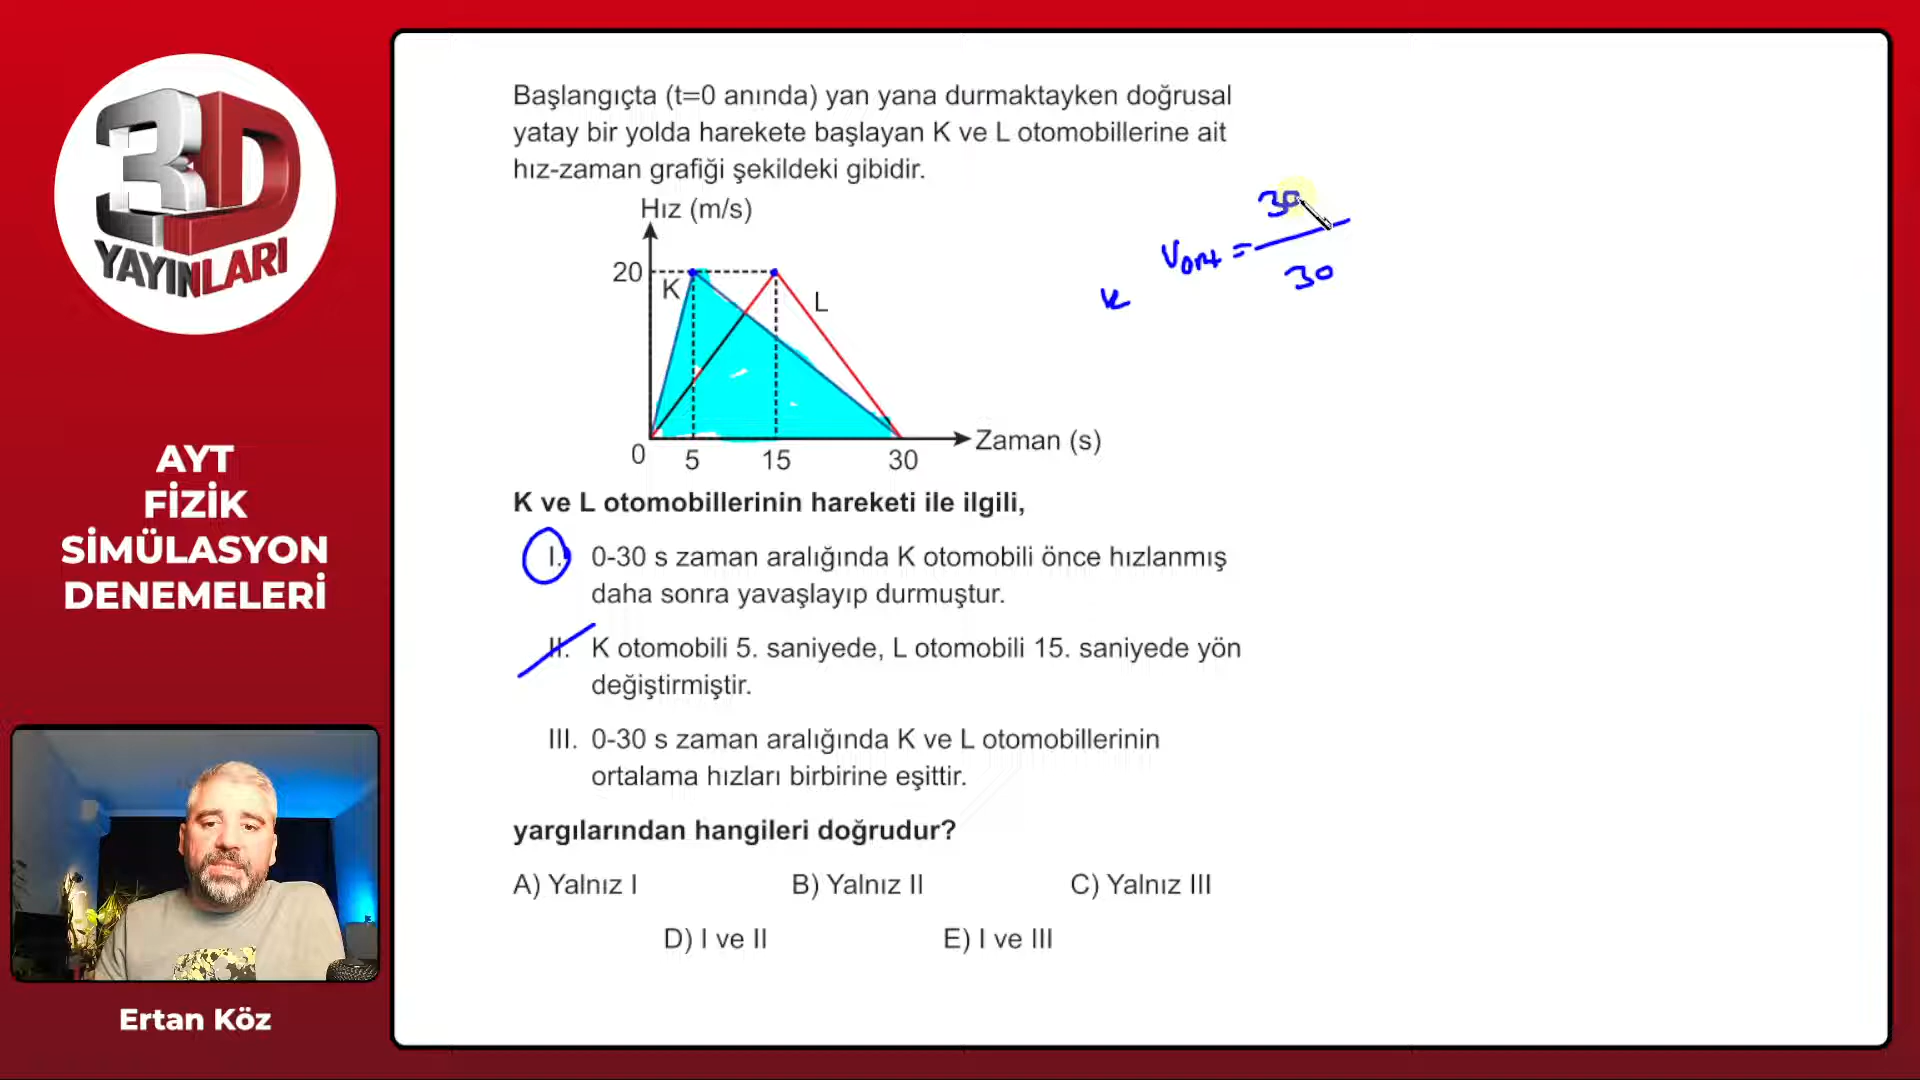 3D
YAYINLARI
AYT
FİZİK
SİMÜLASYON
DENEMELERİ
Ertan Köz
Başlangıçta (t=0 anında) yan yana durmaktayken doğrusal
yatay bir yolda harekete başlayan K ve L otomobillerine ait
hız-zaman grafiği şekildeki gibidir.
Hız (m/s)
20
K
L
0
5
15
30
Zaman (s)
K
Vort = 30 / 30
K ve L otomobillerinin hareketi ile ilgili,
I. 0-30 s zaman aralığında K otomobili önce hızlanmış
daha sonra yavaşlayıp durmuştur.
II. K otomobili 5. saniyede, L otomobili 15. saniyede yön
değiştirmiştir.
III. 0-30 s zaman aralığında K ve L otomobillerinin
ortalama hızları birbirine eşittir.
yargılarından hangileri doğrudur?
A) Yalnız I B) Yalnız II C) Yalnız III
D) I ve II E) I ve III